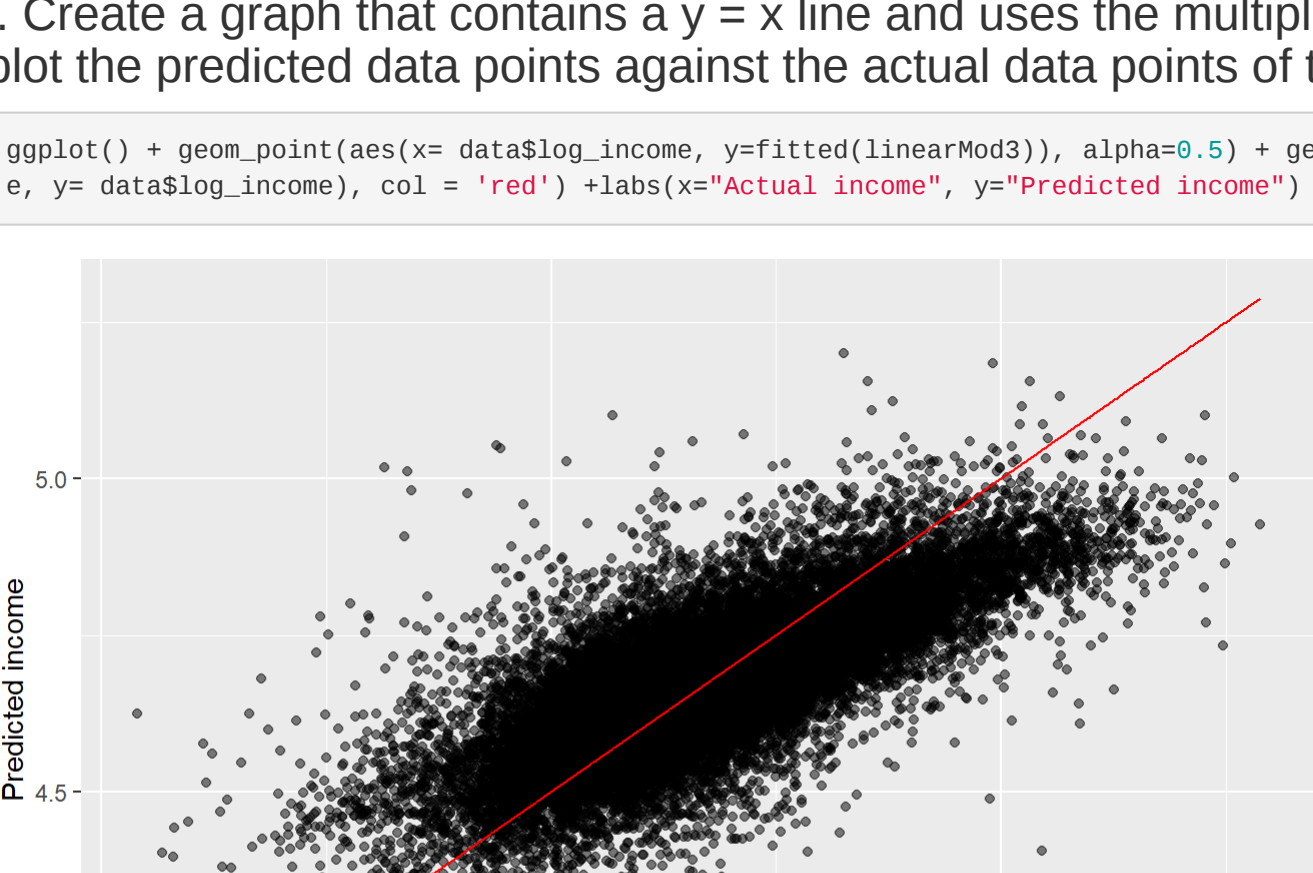 . Create a graph that contains a y = x line and uses the multipl
plot the predicted data points against the actual data points of t
ggplot() + geom_point(aes(x= data$log_income, y=fitted(linearMod3)), alpha=0.5) + ge
e, y= data$log_income), col = 'red') +labs(x="Actual income", y="Predicted income")
5.0
Predicted income
4.5